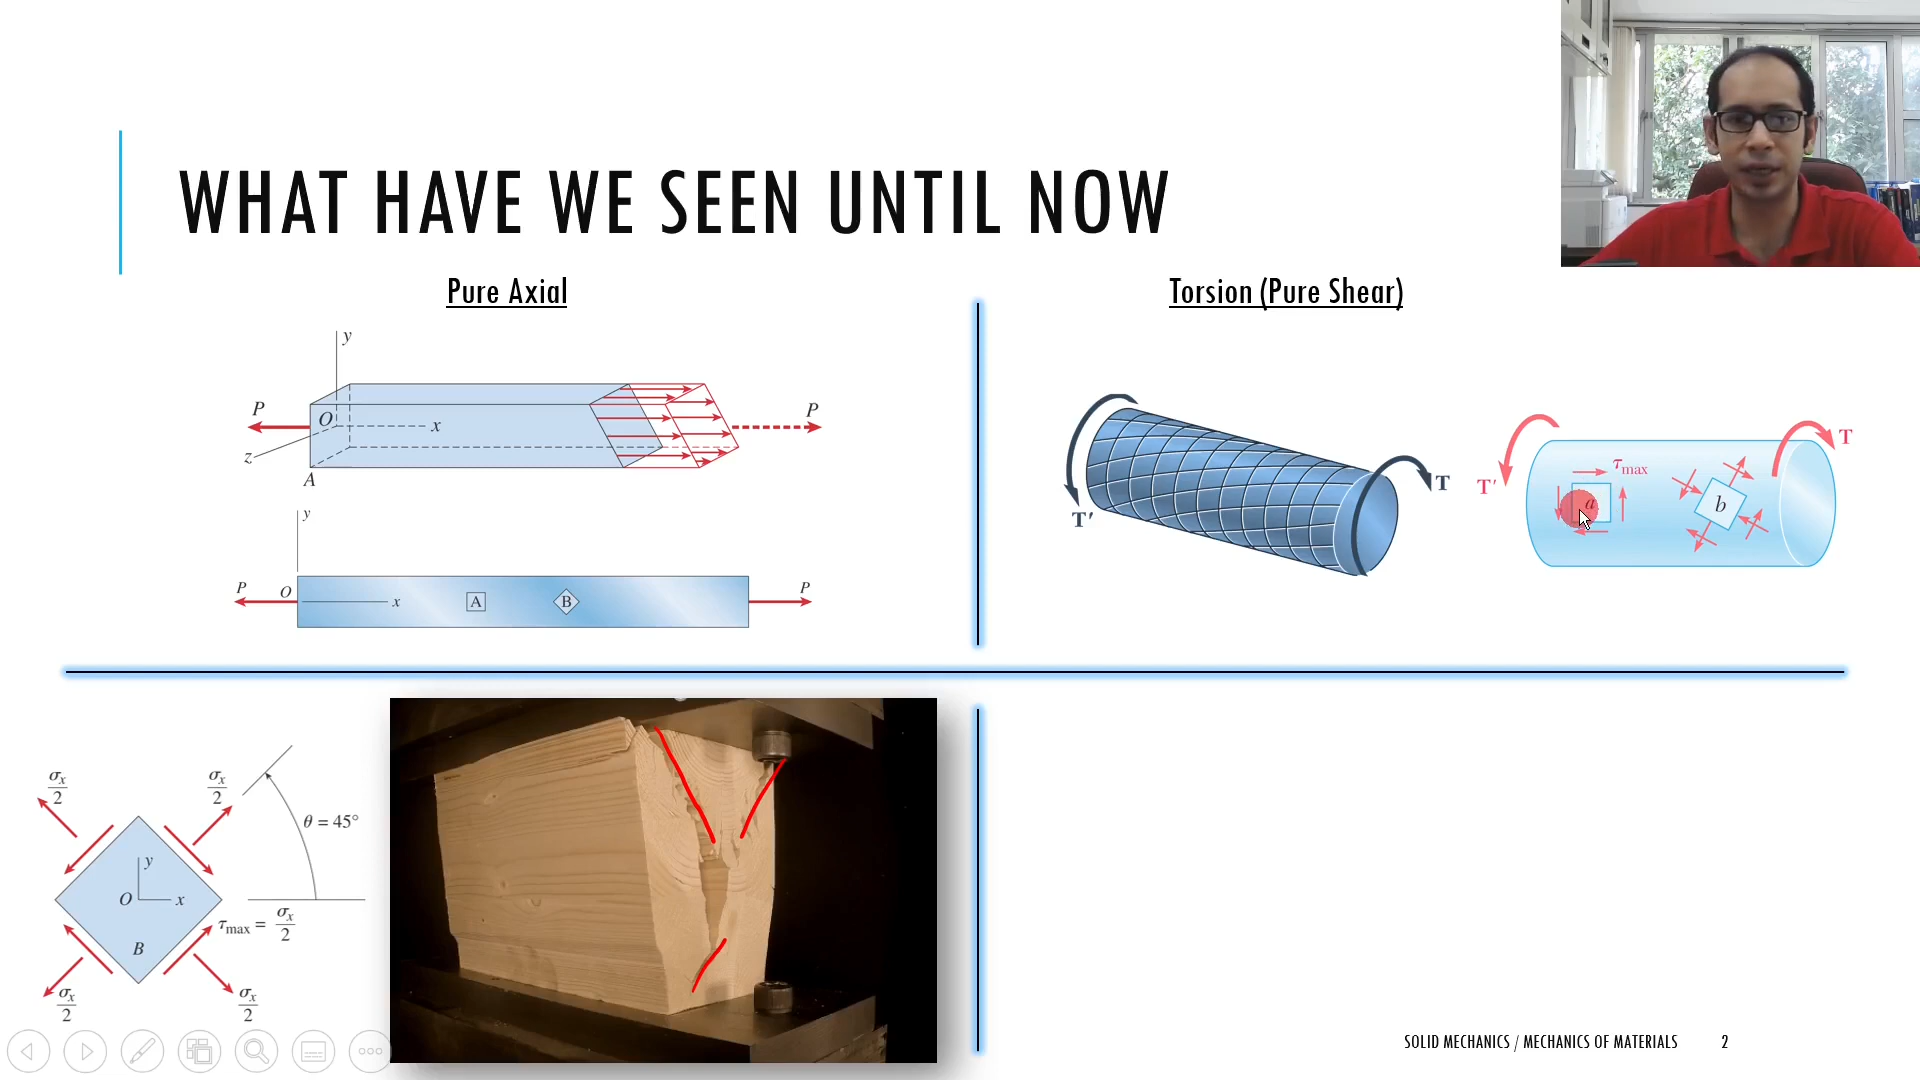 WHAT HAVE WE SEEN UNTIL NOW
Pure Axial
y
P
O
x
P
z
A
y
P
O
x
A
B
P
Torsion (Pure Shear)
T'
T
T'
τmax
a
b
T
σx/2
σx/2
θ = 45°
y
O
x
B
τmax = σx/2
σx/2
σx/2
SOLID MECHANICS / MECHANICS OF MATERIALS 2